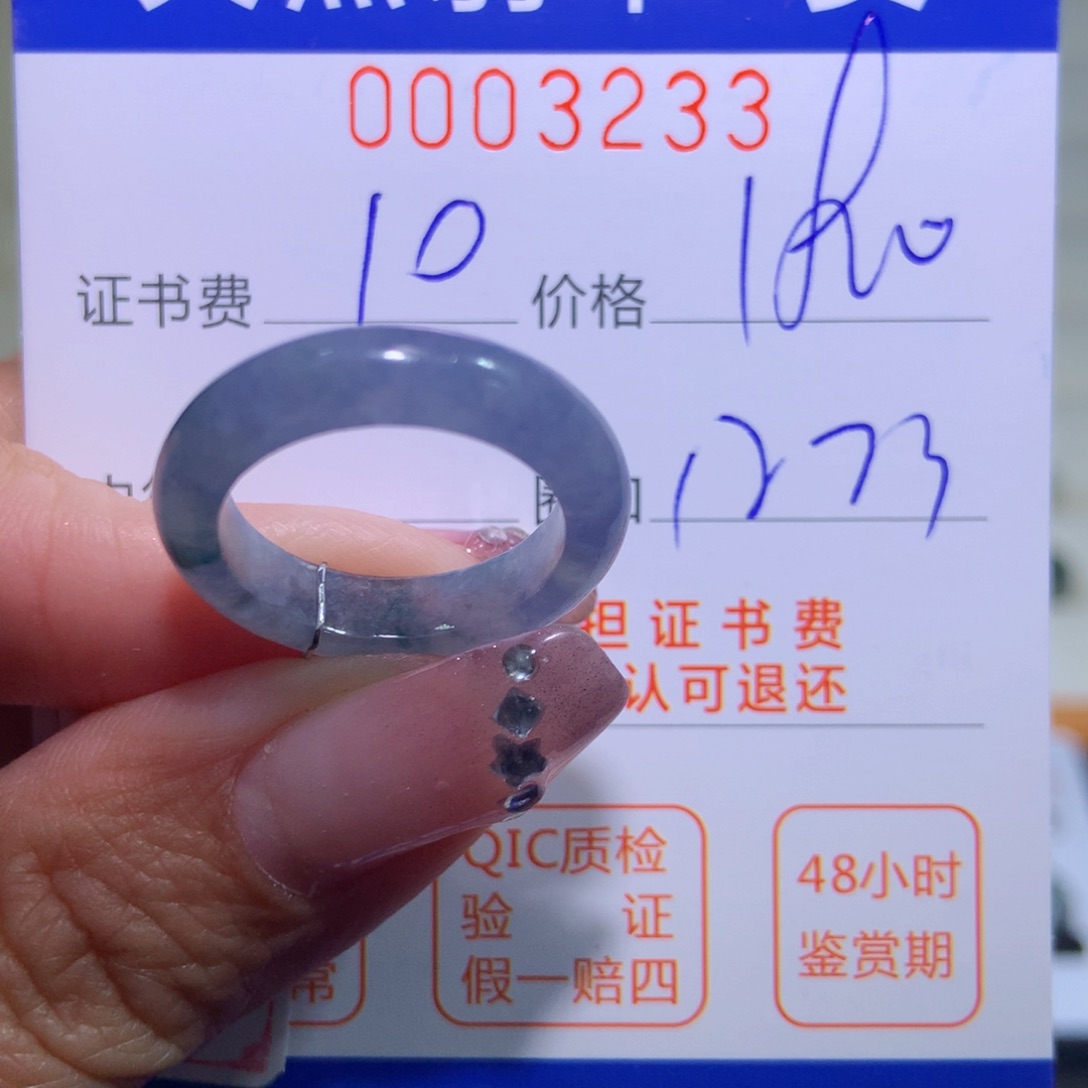 0003233
证书费 10 价格
1273
担证书费
认可退还
QIC质检 48小时
验 证 鉴赏期
假一赔四
常